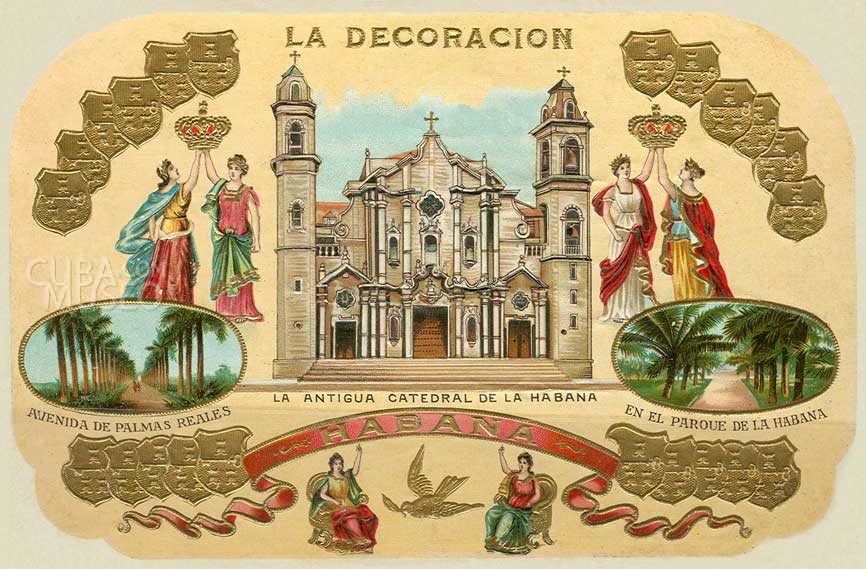 LA DECORACION
LA ANTIGUA CATEDRAL DE LA HABANA
AVENIDA DE PALMAS REALES
EN EL PARQUE DE LA HABANA
HABANA